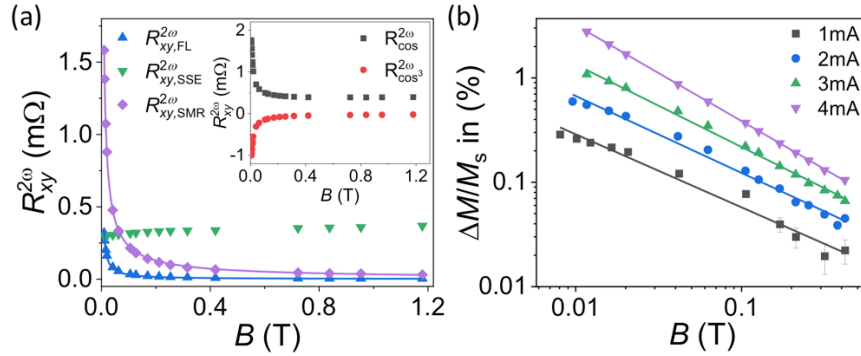 (a)
R^{2ω}_{xy,FL}
R^{2ω}_{xy,SSE}
R^{2ω}_{xy,SMR}
R^{2ω}_{xy} (mΩ)
1.5
1.0
0.5
0.0
0.0 0.4 0.8 1.2
B (T)
R^{2ω}_{cos}
R^{2ω}_{cos^3}
R^{2ω}_{xy} (mΩ)
2
1
0
-1
0.0 0.4 0.8 1.2
B (T)
(b)
1mA
2mA
3mA
4mA
ΔM/M_s in (%)
1
0.1
0.01
0.01 0.1
B (T)